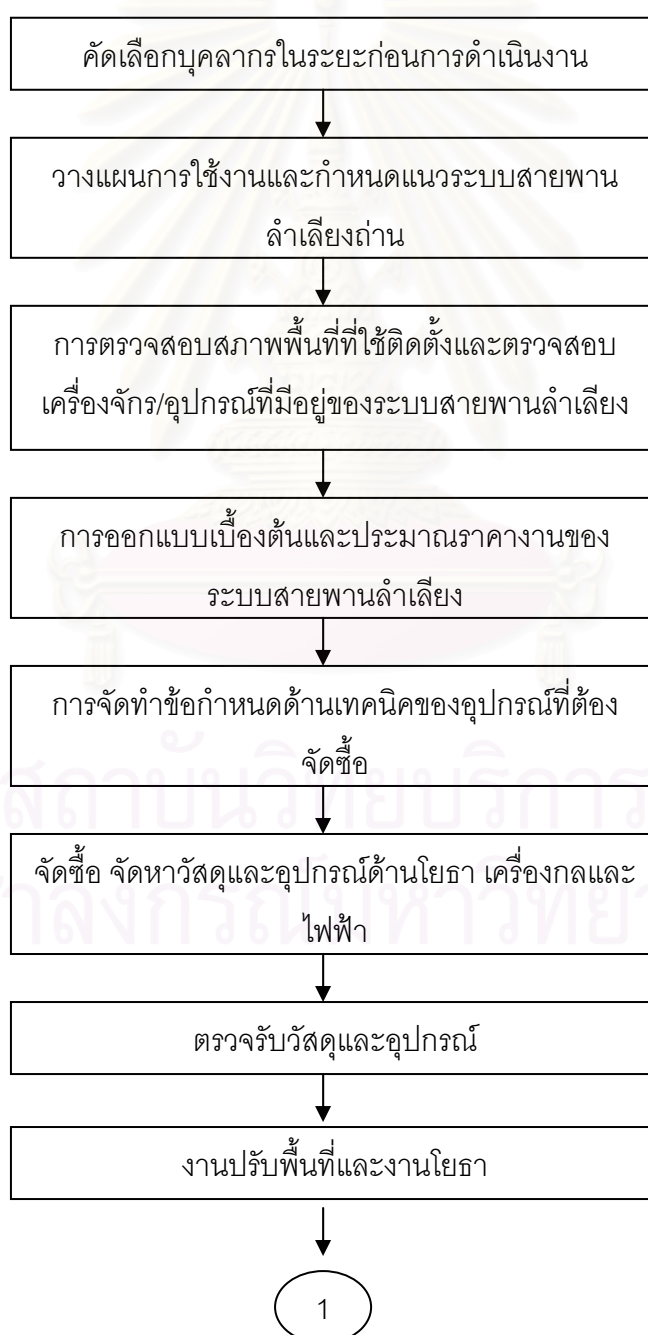 คัดเลือกบุคลากรในระยะก่อนการดำเนินงาน
วางแผนการใช้งานและกำหนดแนวระบบสายพาน
ลำเลียงถ่าน
การตรวจสอบสภาพพื้นที่ที่ใช้ติดตั้งและตรวจสอบ
เครื่องจักร/อุปกรณ์ที่มีอยู่ของระบบสายพานลำเลียง
การออกแบบเบื้องต้นและประมาณราคางานของ
ระบบสายพานลำเลียง
การจัดทำข้อกำหนดด้านเทคนิคของอุปกรณ์ที่ต้อง
จัดซื้อ
สถาบันวิทยบริการ
จัดซื้อ จัดหาวัสดุและอุปกรณ์ด้านโยธา เครื่องกลและ
ไฟฟ้า
ตรวจรับวัสดุและอุปกรณ์
งานปรับพื้นที่และงานโยธา
1